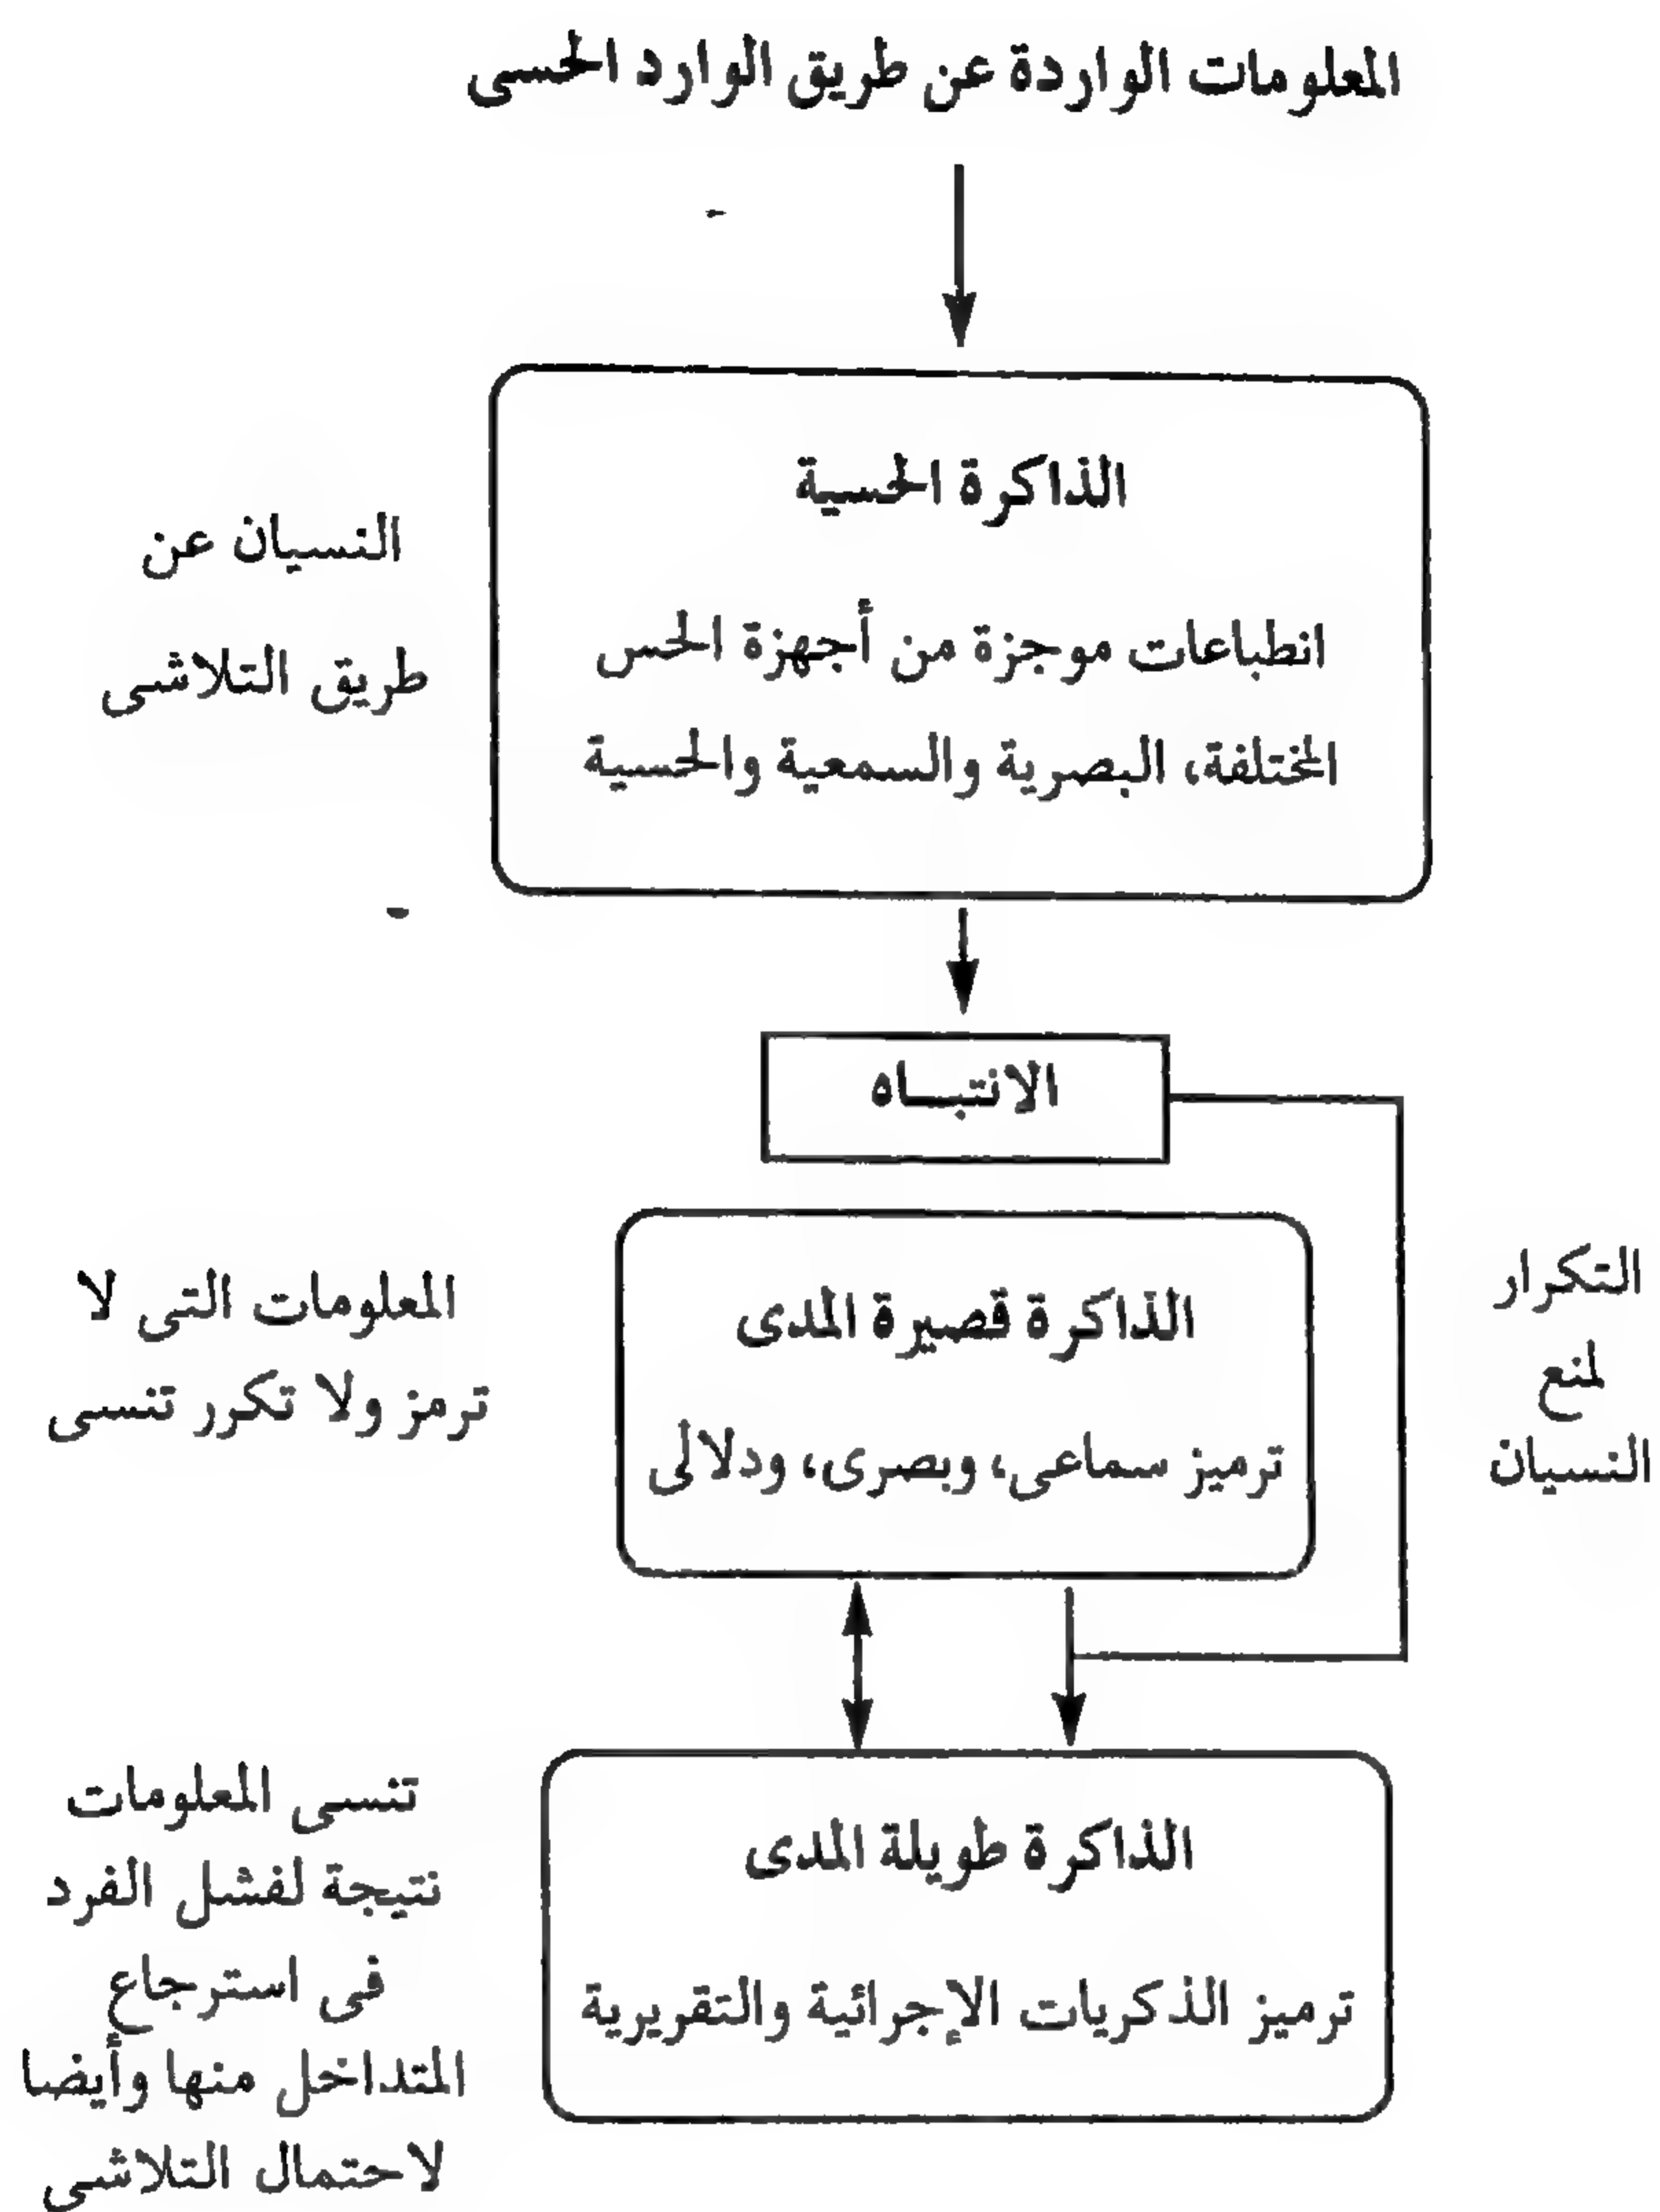 المعلومات الواردة عن طريق الوارد الحسى
الذاكرة الحسية
انطباعات موجزة من أجهزة الحس
المختلفة، البصرية والسمعية والحسية
النسيان عن
طريق التلاشى
الانتبـاه
الذاكرة قصيرة المدى
ترميز سماعى، وبصرى، ودلالى
التكرار
لمنع
النسيان
المعلومات التى لا
ترمز ولا تكرر تنسى
الذاكرة طويلة المدى
ترميز الذكريات الإجرائية والتقريرية
تنسى المعلومات
نتيجة لفشل الفرد
فى استرجاع
المتداخل منها وأيضا
لاحتمال التلاشى